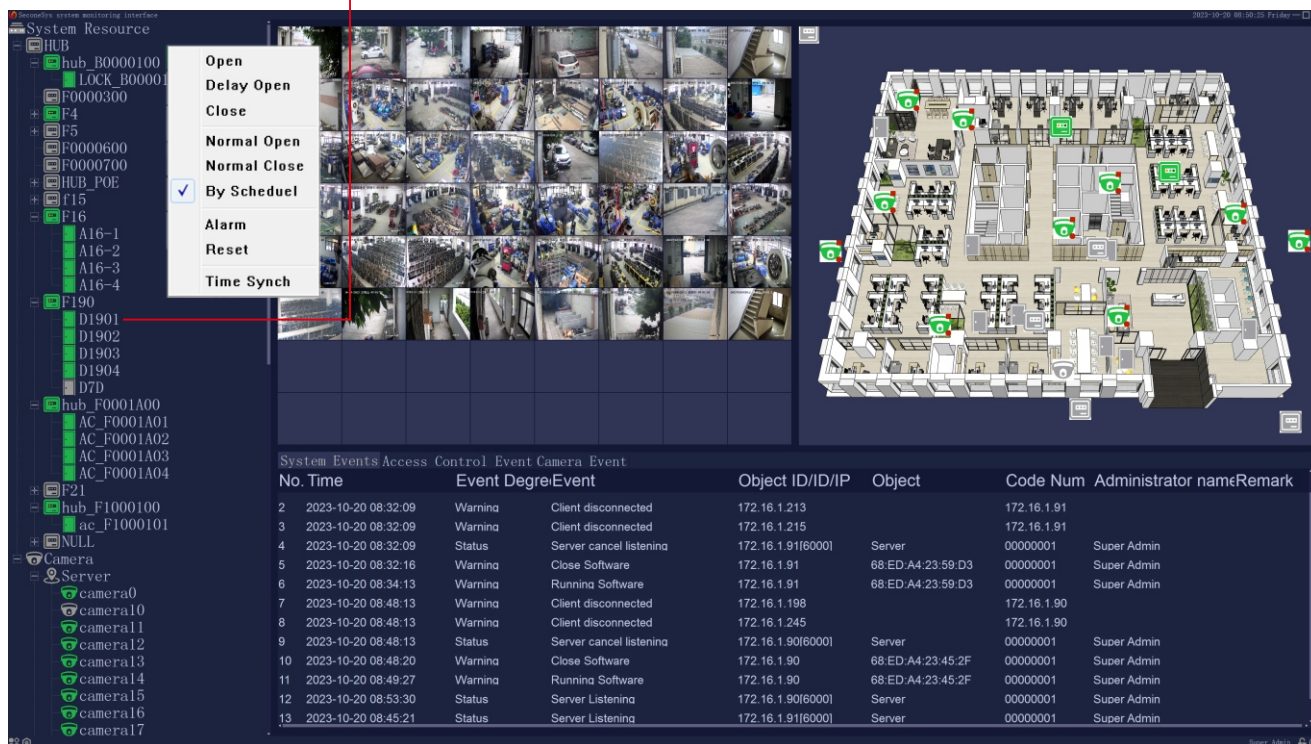 SeconeSys system monitoring interface
2023-10-20 08:50:25 Friday
System Resource
HUB
hub_B0000100
LOCK_B00001
F0000300
F4
F5
F0000600
F0000700
HUB_POE
f15
F16
A16-1
A16-2
A16-3
A16-4
F190
D1901
D1902
D1903
D1904
D7D
hub_F0001A00
AC_F0001A01
AC_F0001A02
AC_F0001A03
AC_F0001A04
F21
hub_F1000100
ac_F1000101
NULL
Camera
Server
camera0
camera10
camera11
camera12
camera13
camera14
camera15
camera16
camera17
Open
Delay Open
Close
Normal Open
Normal Close
By Scheduel
Alarm
Reset
Time Synch
System Events Access Control Event Camera Event
No. Time Event Degre Event Object ID/ID/IP Object Code Num Administrator name Remark
2 2023-10-20 08:32:09 Warning Client disconnected 172.16.1.213 172.16.1.91
3 2023-10-20 08:32:09 Warning Client disconnected 172.16.1.215 172.16.1.91
4 2023-10-20 08:32:09 Status Server cancel listening 172.16.1.91[6000] Server 00000001 Super Admin
5 2023-10-20 08:32:16 Warning Close Software 172.16.1.91 68:ED:A4:23:59:D3 00000001 Super Admin
6 2023-10-20 08:34:13 Warning Running Software 172.16.1.91 68:ED:A4:23:59:D3 00000001 Super Admin
7 2023-10-20 08:48:13 Warning Client disconnected 172.16.1.198 172.16.1.90
8 2023-10-20 08:48:13 Warning Client disconnected 172.16.1.245 172.16.1.90
9 2023-10-20 08:48:13 Status Server cancel listening 172.16.1.90[6000] Server 00000001 Super Admin
10 2023-10-20 08:48:20 Warning Close Software 172.16.1.90 68:ED:A4:23:45:2F 00000001 Super Admin
11 2023-10-20 08:49:27 Warning Running Software 172.16.1.90 68:ED:A4:23:45:2F 00000001 Super Admin
12 2023-10-20 08:53:30 Status Server Listening 172.16.1.90[6000] Server 00000001 Super Admin
13 2023-10-20 08:45:21 Status Server Listening 172.16.1.91[6000] Server 00000001 Super Admin
Super Admin